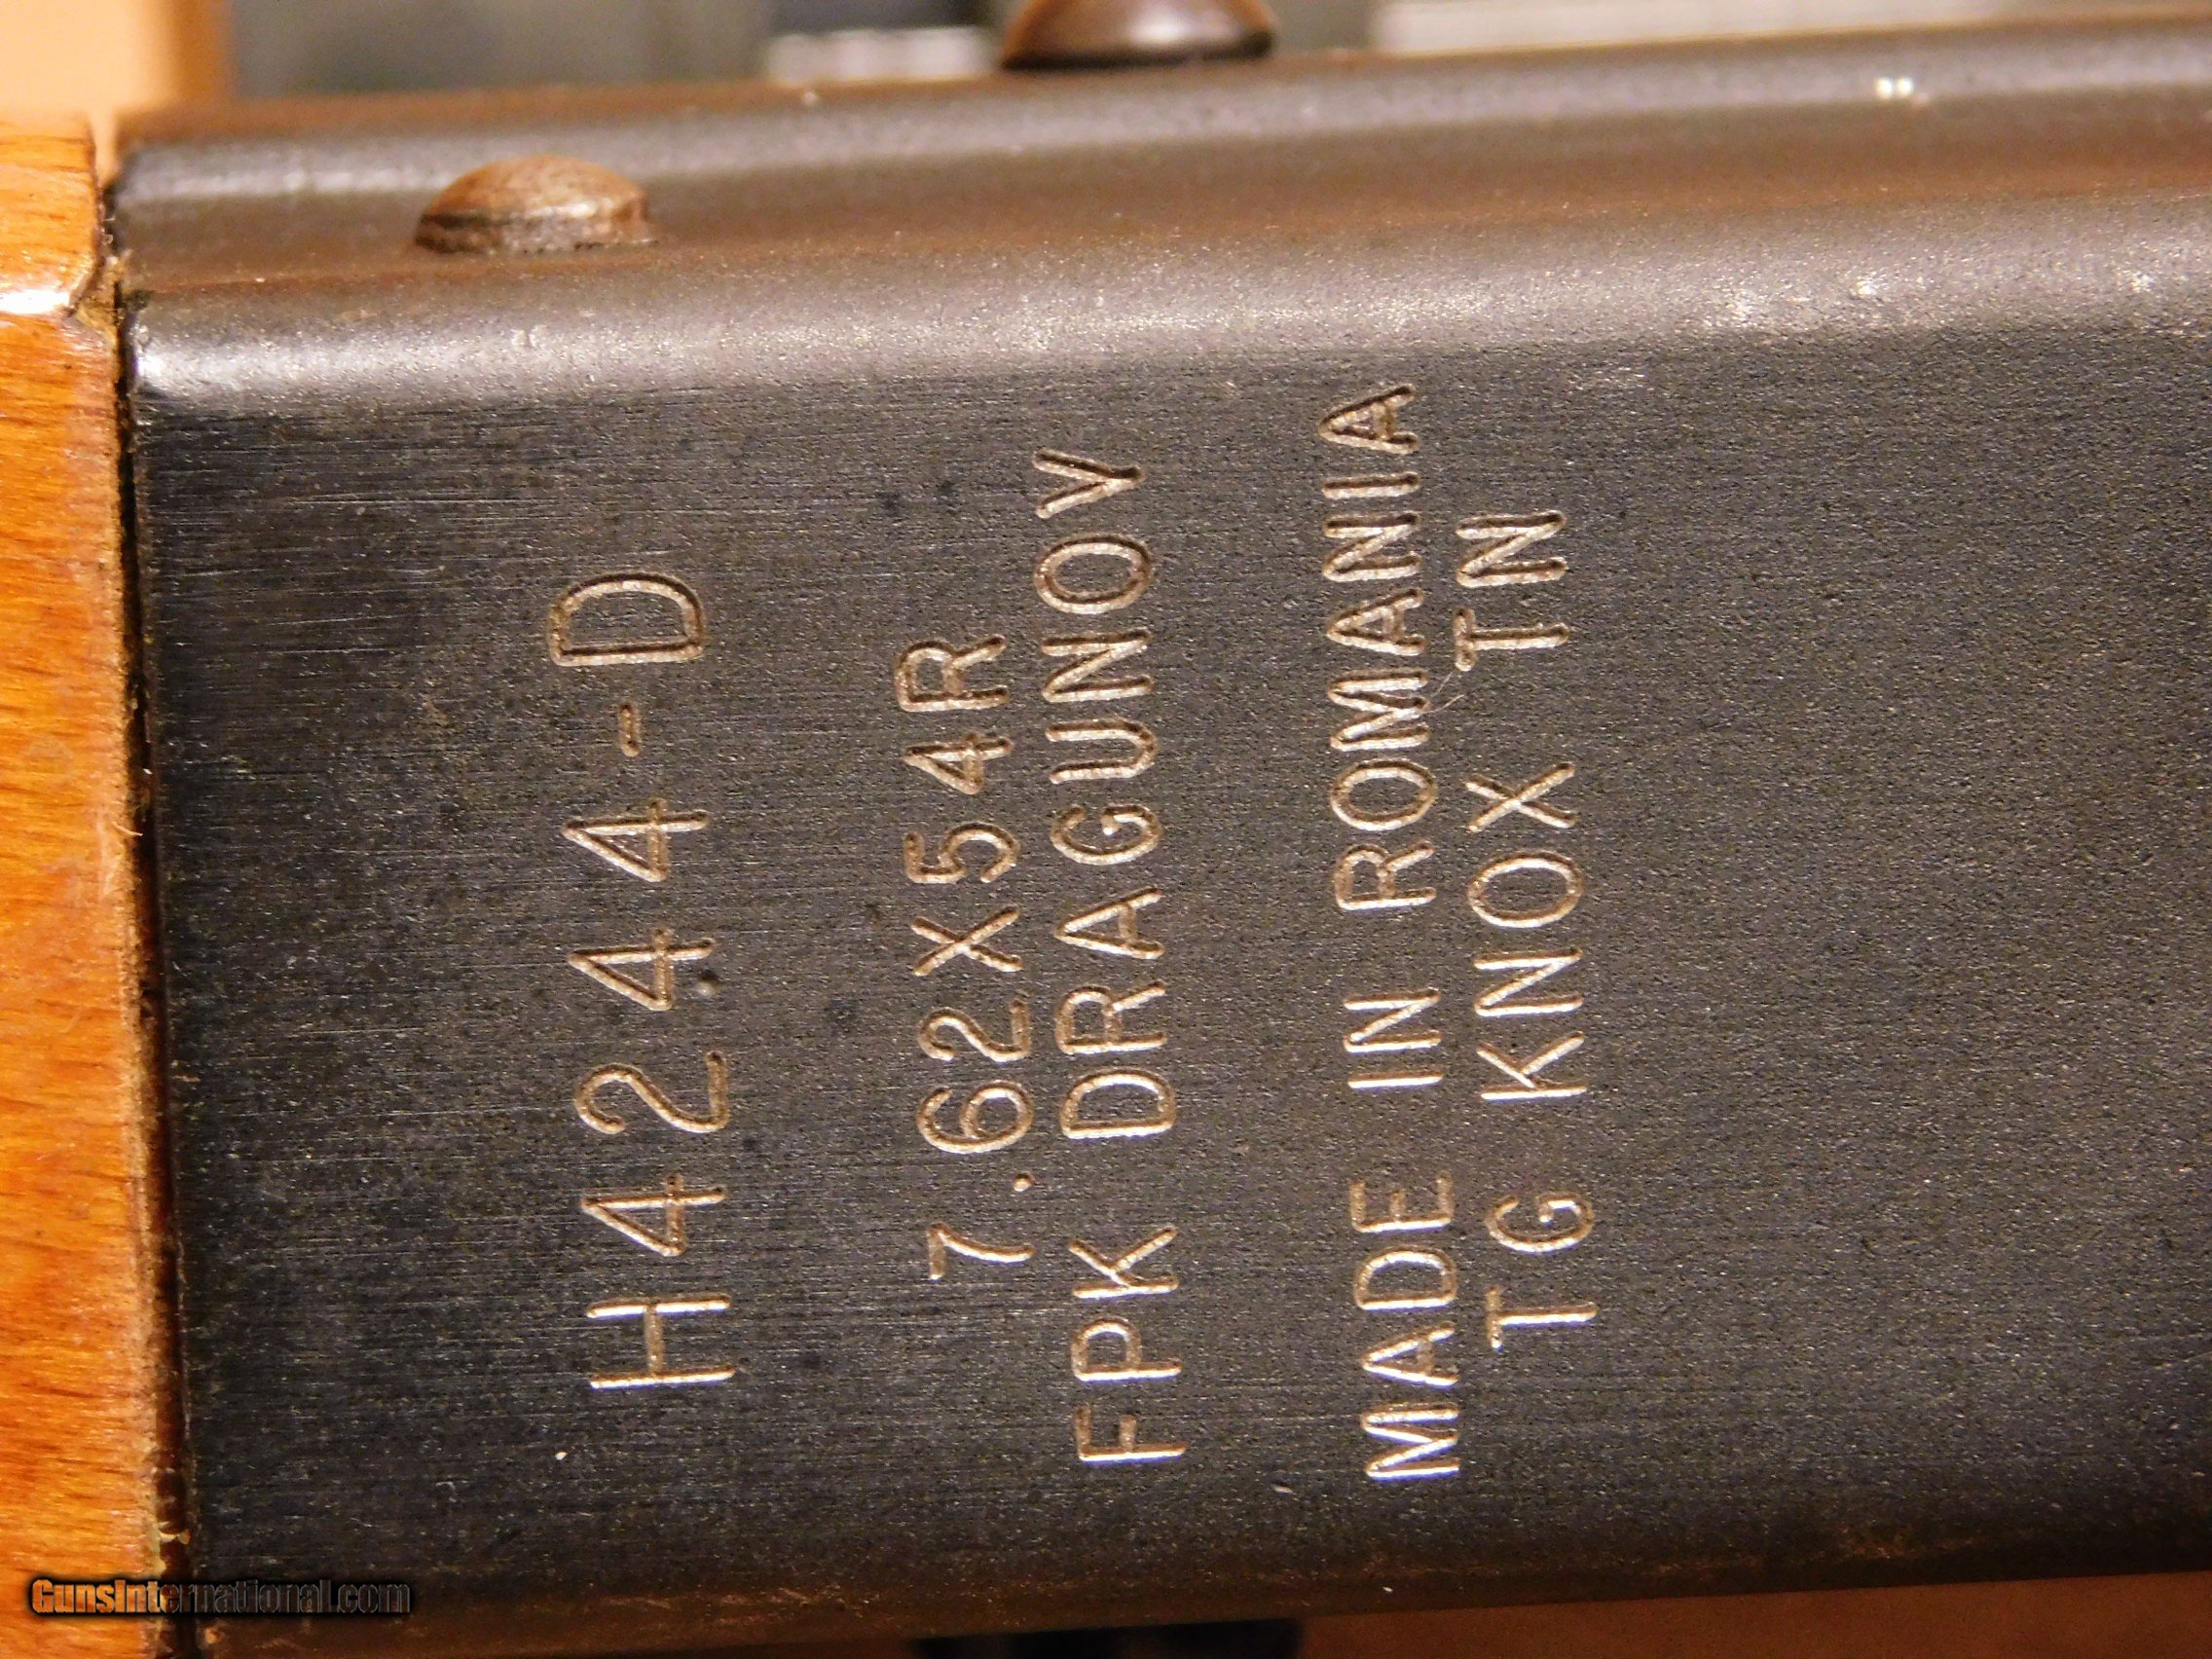 H4244-D
7.62X54R
FPK DRAGUNOV
MADE IN ROMANIA
TG KNOX TN
GunsInternational.com